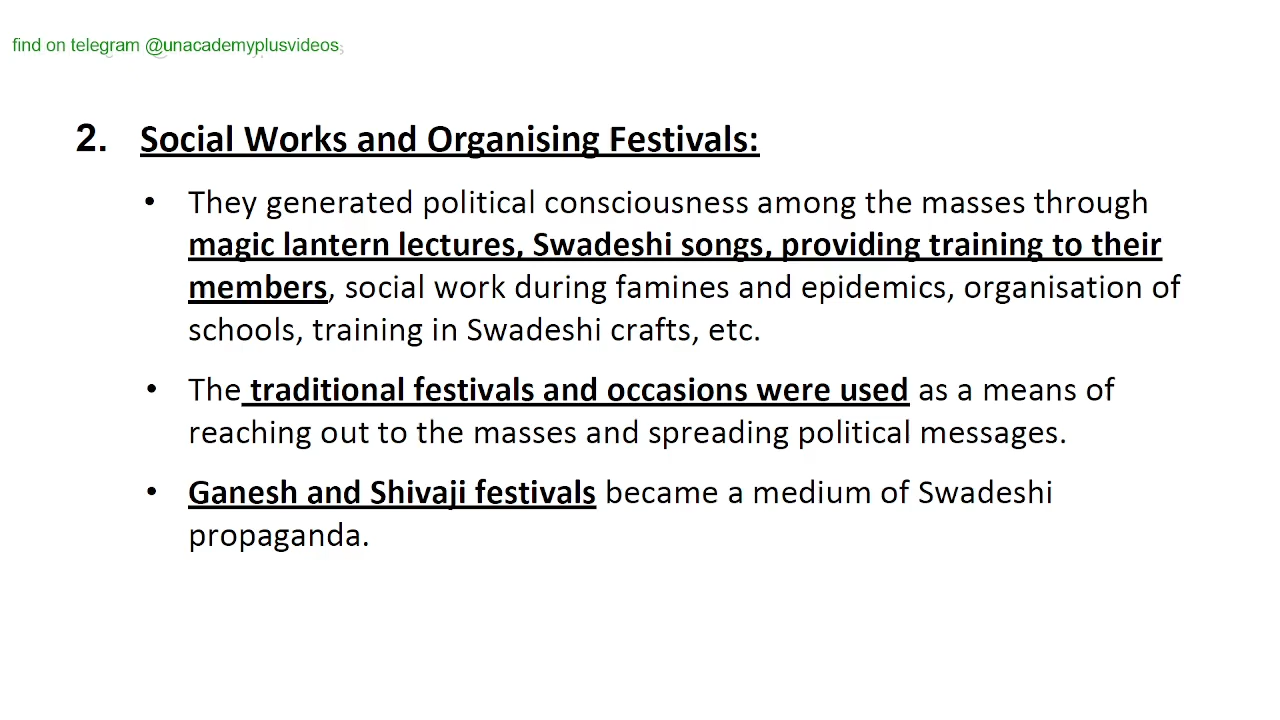 find on telegram @unacademyplusvideos
2. Social Works and Organising Festivals:
• They generated political consciousness among the masses through
magic lantern lectures, Swadeshi songs, providing training to their
members, social work during famines and epidemics, organisation of
schools, training in Swadeshi crafts, etc.
• The traditional festivals and occasions were used as a means of
reaching out to the masses and spreading political messages.
• Ganesh and Shivaji festivals became a medium of Swadeshi
propaganda.